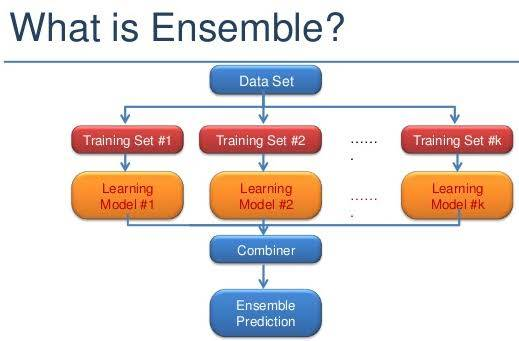 What is Ensemble?
Data Set
Training Set #1
Training Set #2
......
.
Training Set #k
Learning
Model #1
Learning
Model #2
......
.
Learning
Model #k
Combiner
Ensemble
Prediction